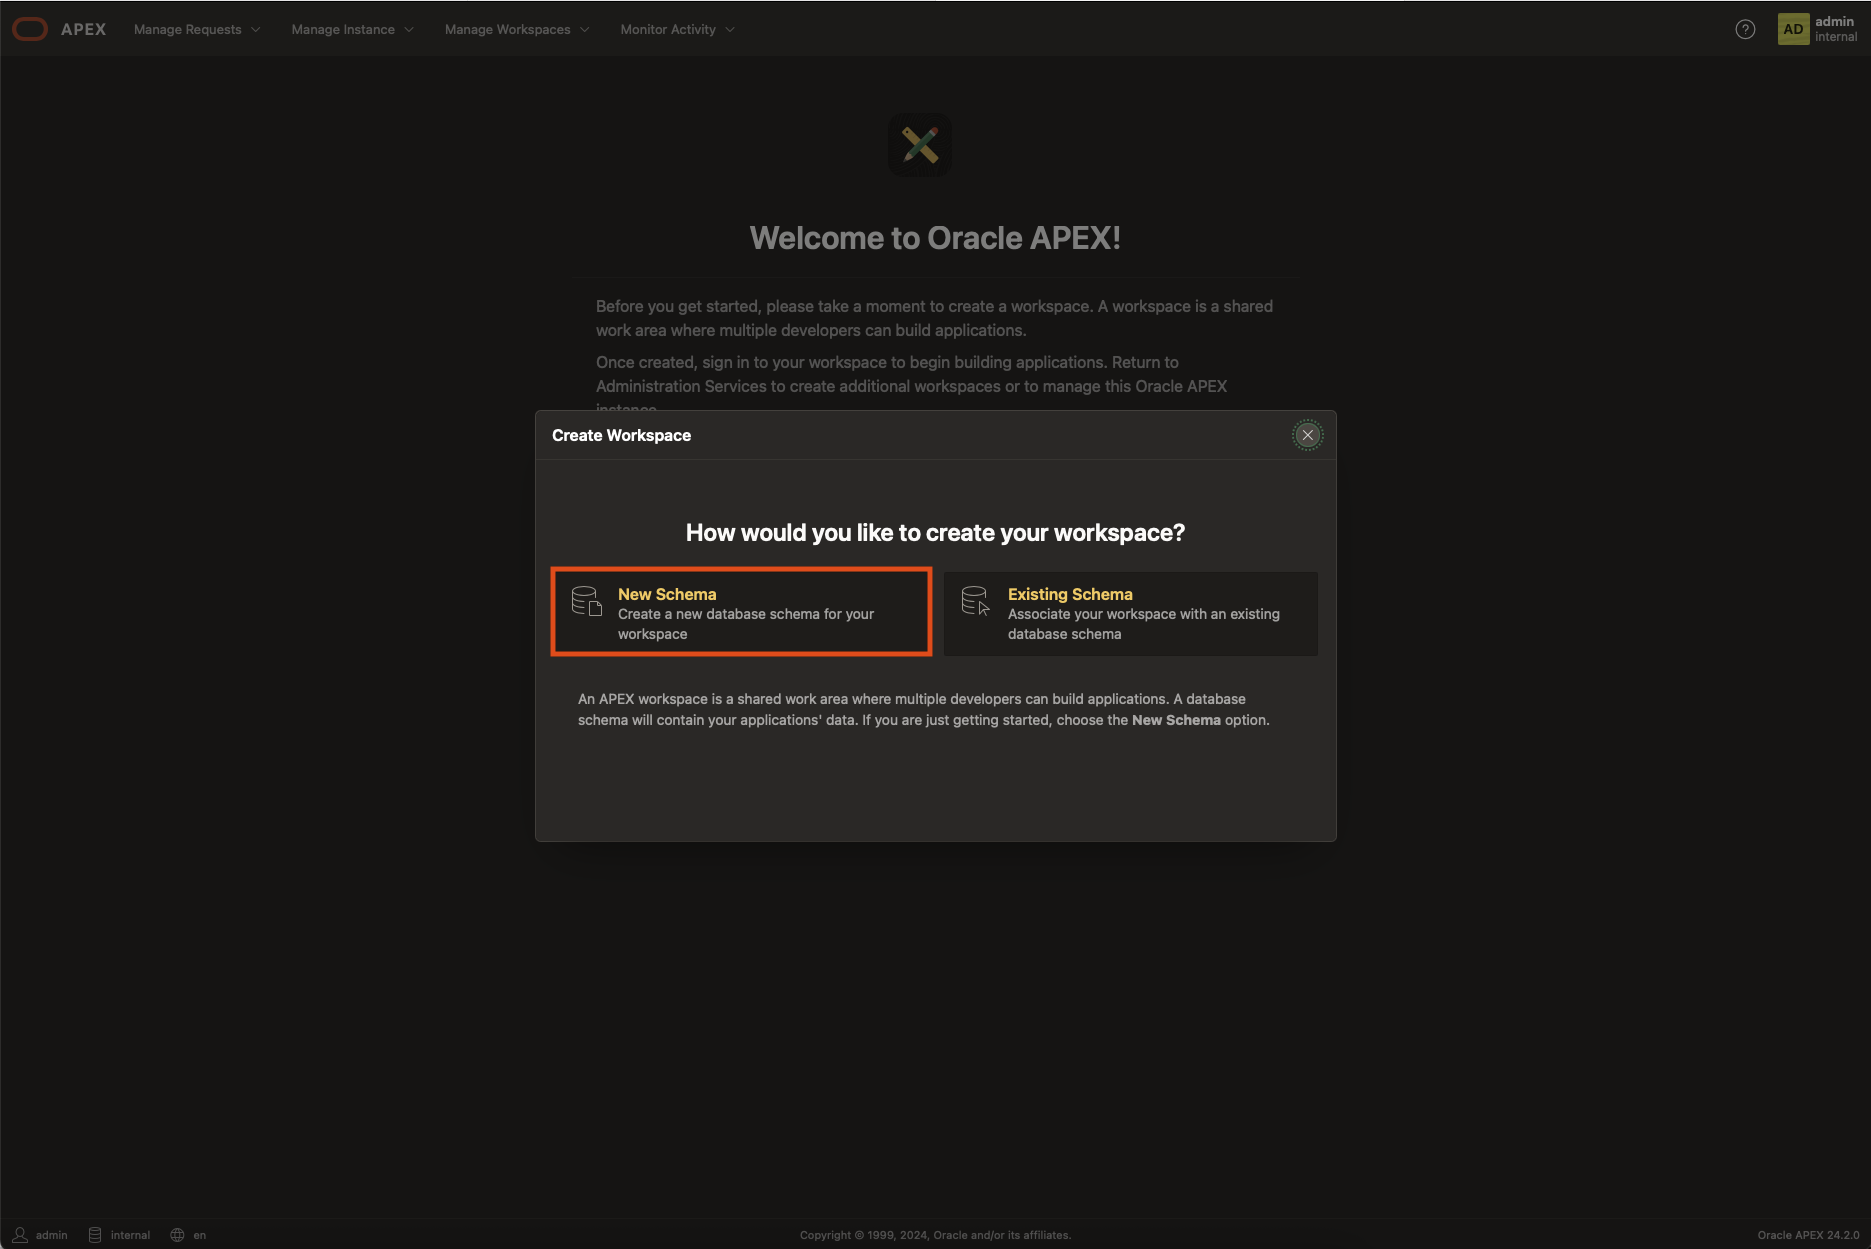 APEX Manage Requests Manage Instance Manage Workspaces Monitor Activity ? AD admin
internal
Welcome to Oracle APEX!
Before you get started, please take a moment to create a workspace. A workspace is a shared
work area where multiple developers can build applications.
Once created, sign in to your workspace to begin building applications. Return to
Administration Services to create additional workspaces or to manage this Oracle APEX
instance.
Create Workspace
How would you like to create your workspace?
New Schema
Create a new database schema for your
workspace
Existing Schema
Associate your workspace with an existing
database schema
An APEX workspace is a shared work area where multiple developers can build applications. A database
schema will contain your applications' data. If you are just getting started, choose the New Schema option.
admin internal en Copyright © 1999, 2024, Oracle and/or its affiliates. Oracle APEX 24.2.0